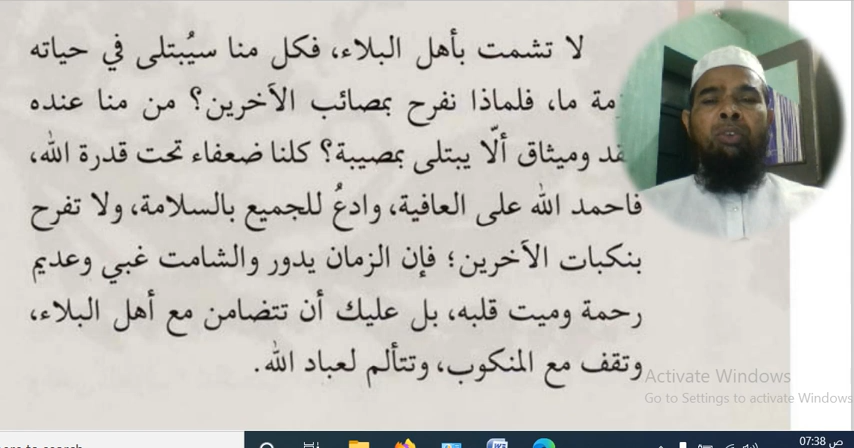 لا تشمت بأهل البلاء، فكل منا سيُبتلى في حياته
ما، فلماذا نفرح بمصائب الآخرين؟ من منا عنده
وميثاق ألّا يبتلى بمصيبة؟ كلنا ضعفاء تحت قدرة الله،
فاحمد الله على العافية، وادعُ للجميع بالسلامة، ولا تفرح
بنكبات الآخرين؛ فإن الزمان يدور والشامت غبي وعديم
رحمة وميت قلبه، بل عليك أن تتضامن مع أهل البلاء،
وتقف مع المنكوب، وتتألم لعباد الله.
Activate Windows
Go to Settings to activate Windows
to search
07:38 ص